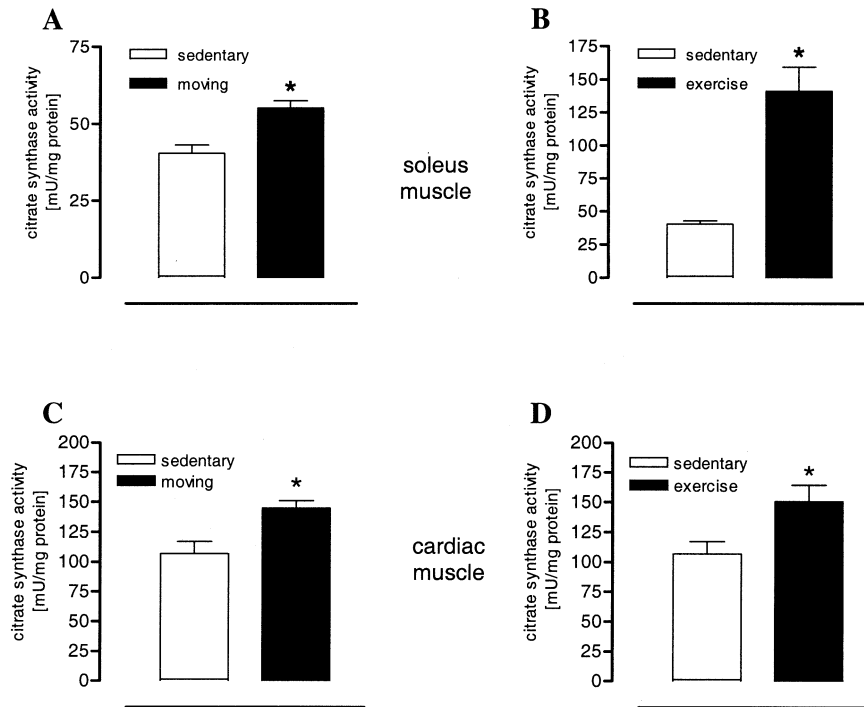 A
citrate synthase activity
[mU/mg protein]
75
50
25
0
sedentary
moving
*
soleus
muscle
B
citrate synthase activity
[mU/mg protein]
175
150
125
100
75
50
25
0
sedentary
exercise
*
C
citrate synthase activity
[mU/mg protein]
200
175
150
125
100
75
50
25
0
sedentary
moving
*
cardiac
muscle
D
citrate synthase activity
[mU/mg protein]
200
175
150
125
100
75
50
25
0
sedentary
exercise
*